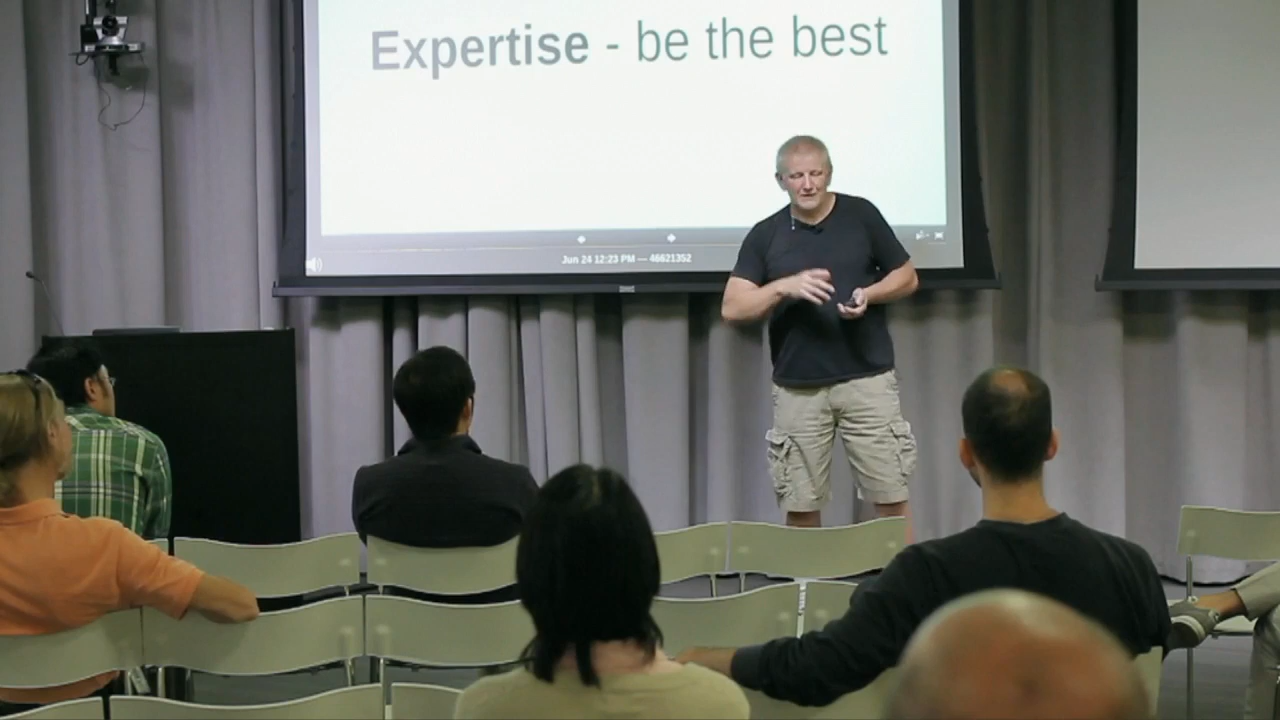 Expertise - be the best
Jun 24 12:23 PM — 46621352